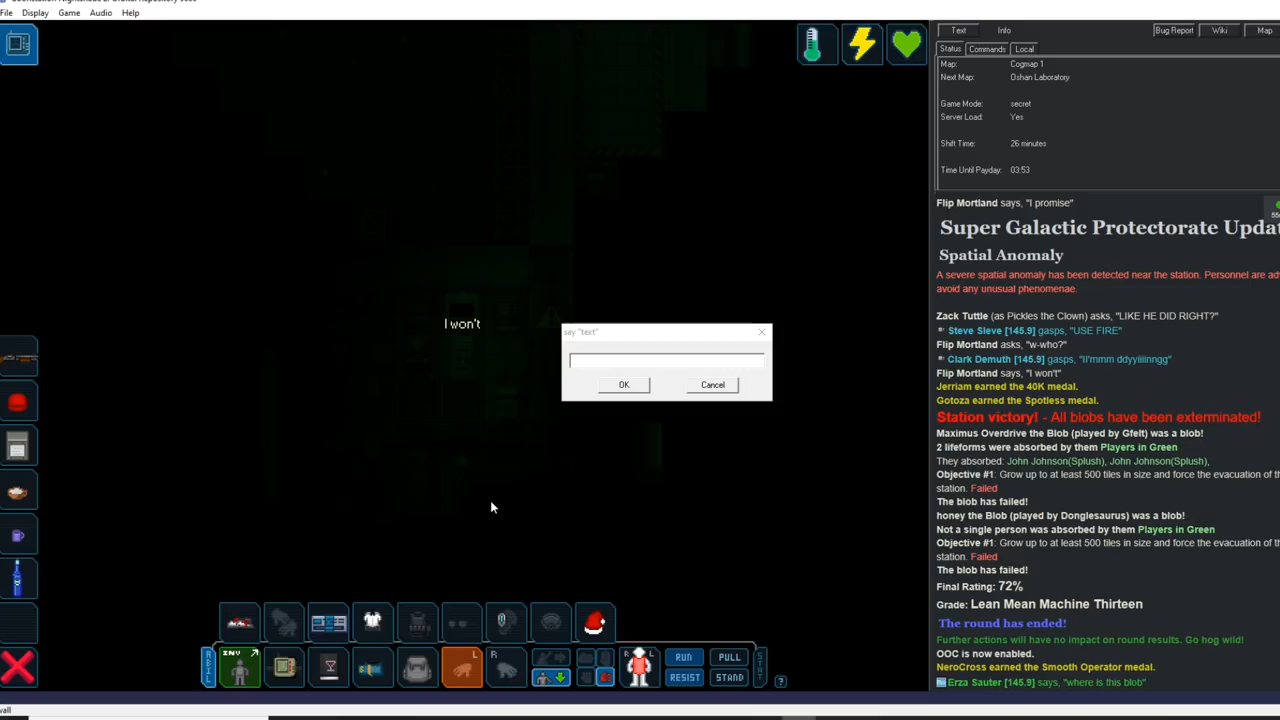 File Display Game Audio Help
Text Info Bug Report Wiki Map
Status Commands Local
Map: Cogmap 1
Next Map: Oshan Laboratory
Game Mode: secret
Server Load: Yes
Shift Time: 26 minutes
Time Until Payday: 03:53
Flip Mortland says, "I promise"
Super Galactic Protectorate Upda
Spatial Anomaly
A severe spatial anomaly has been detected near the station. Personnel are
avoid any unusual phenomenae.
Zack Tuttle (as Pickles the Clown) asks, "LIKE HE DID RIGHT?"
Steve Sleve [145.9] gasps, "USE FIRE"
Flip Mortland asks, "w-who?"
Clark Demuth [145.9] gasps, "II'mmm ddyyiiiinngg"
Flip Mortland says, "I won't"
Jerriam earned the 40K medal.
Gotoza earned the Spotless medal.
Station victory! - All blobs have been exterminated!
Maximus Overdrive the Blob (played by Gfelt) was a blob!
2 lifeforms were absorbed by them Players in Green
They absorbed: John Johnson(Splush), John Johnson(Splush),
Objective #1: Grow up to at least 500 tiles in size and force the evacuation of
station. Failed
The blob has failed!
honey the Blob (played by Donglesaurus) was a blob!
Not a single person was absorbed by them Players in Green
Objective #1: Grow up to at least 500 tiles in size and force the evacuation of
station. Failed
The blob has failed!
Final Rating: 72%
Grade: Lean Mean Machine Thirteen
The round has ended!
Further actions will have no impact on round results. Go hog wild!
OOC is now enabled.
NeroCross earned the Smooth Operator medal.
Erza Sauter [145.9] says, "where is this blob"
I won't
say "text"
OK Cancel
INV
L
R
RUN PULL
RESIST STAND
?